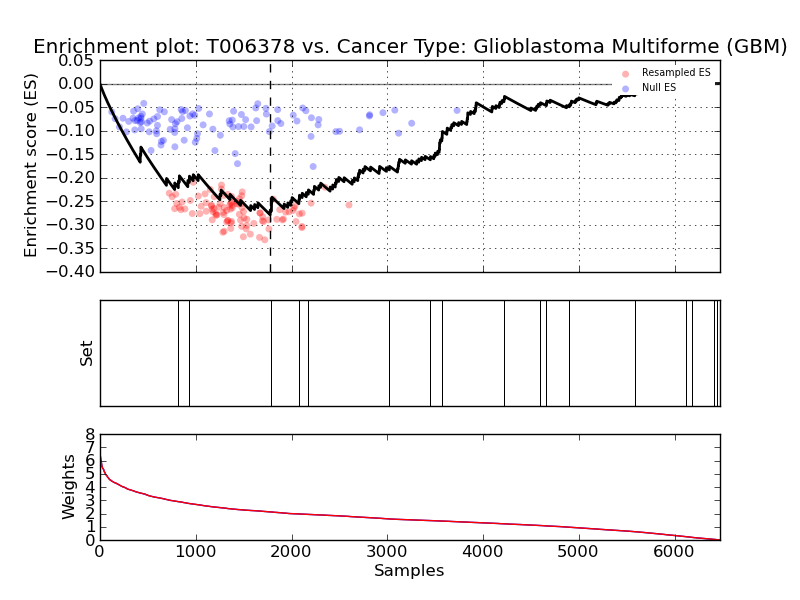 Enrichment plot: T006378 vs. Cancer Type: Glioblastoma Multiforme (GBM)
Enrichment score (ES)
0.05
0.00
−0.05
−0.10
−0.15
−0.20
−0.25
−0.30
−0.35
−0.40
Resampled ES
Null ES
Set
Weights
8
7
6
5
4
3
2
1
0
0 1000 2000 3000 4000 5000 6000
Samples